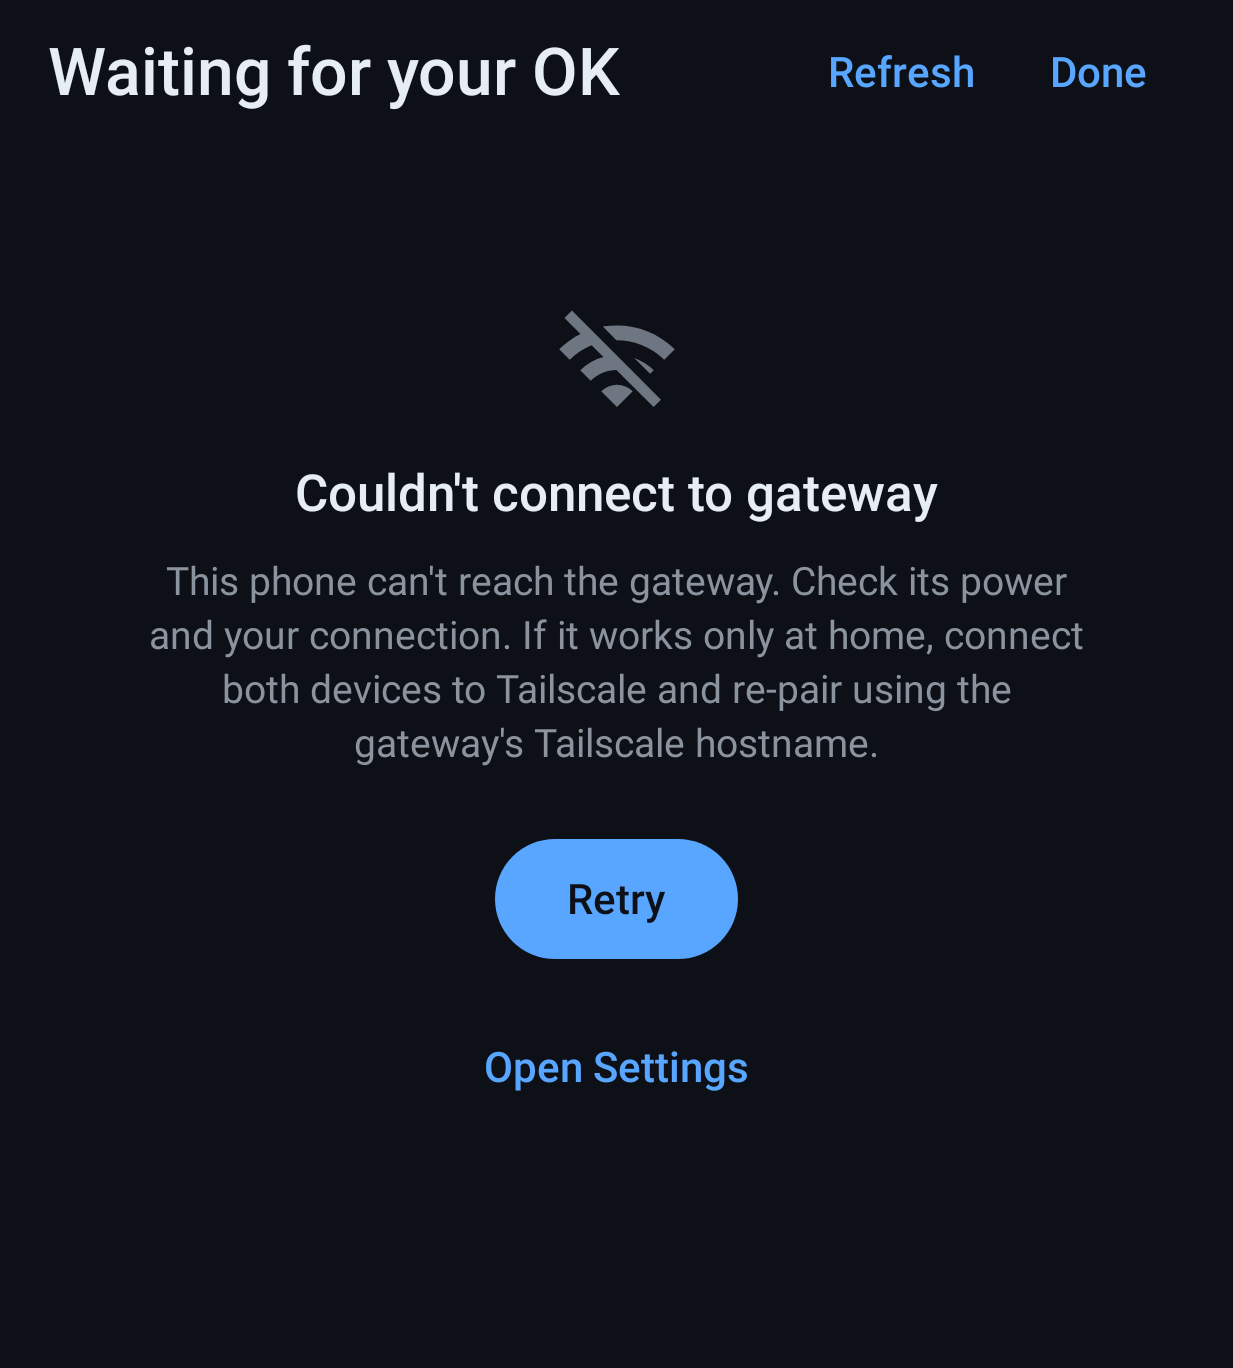 Waiting for your OK
Refresh
Done
Couldn't connect to gateway
This phone can't reach the gateway. Check its power
and your connection. If it works only at home, connect
both devices to Tailscale and re-pair using the
gateway's Tailscale hostname.
Retry
Open Settings